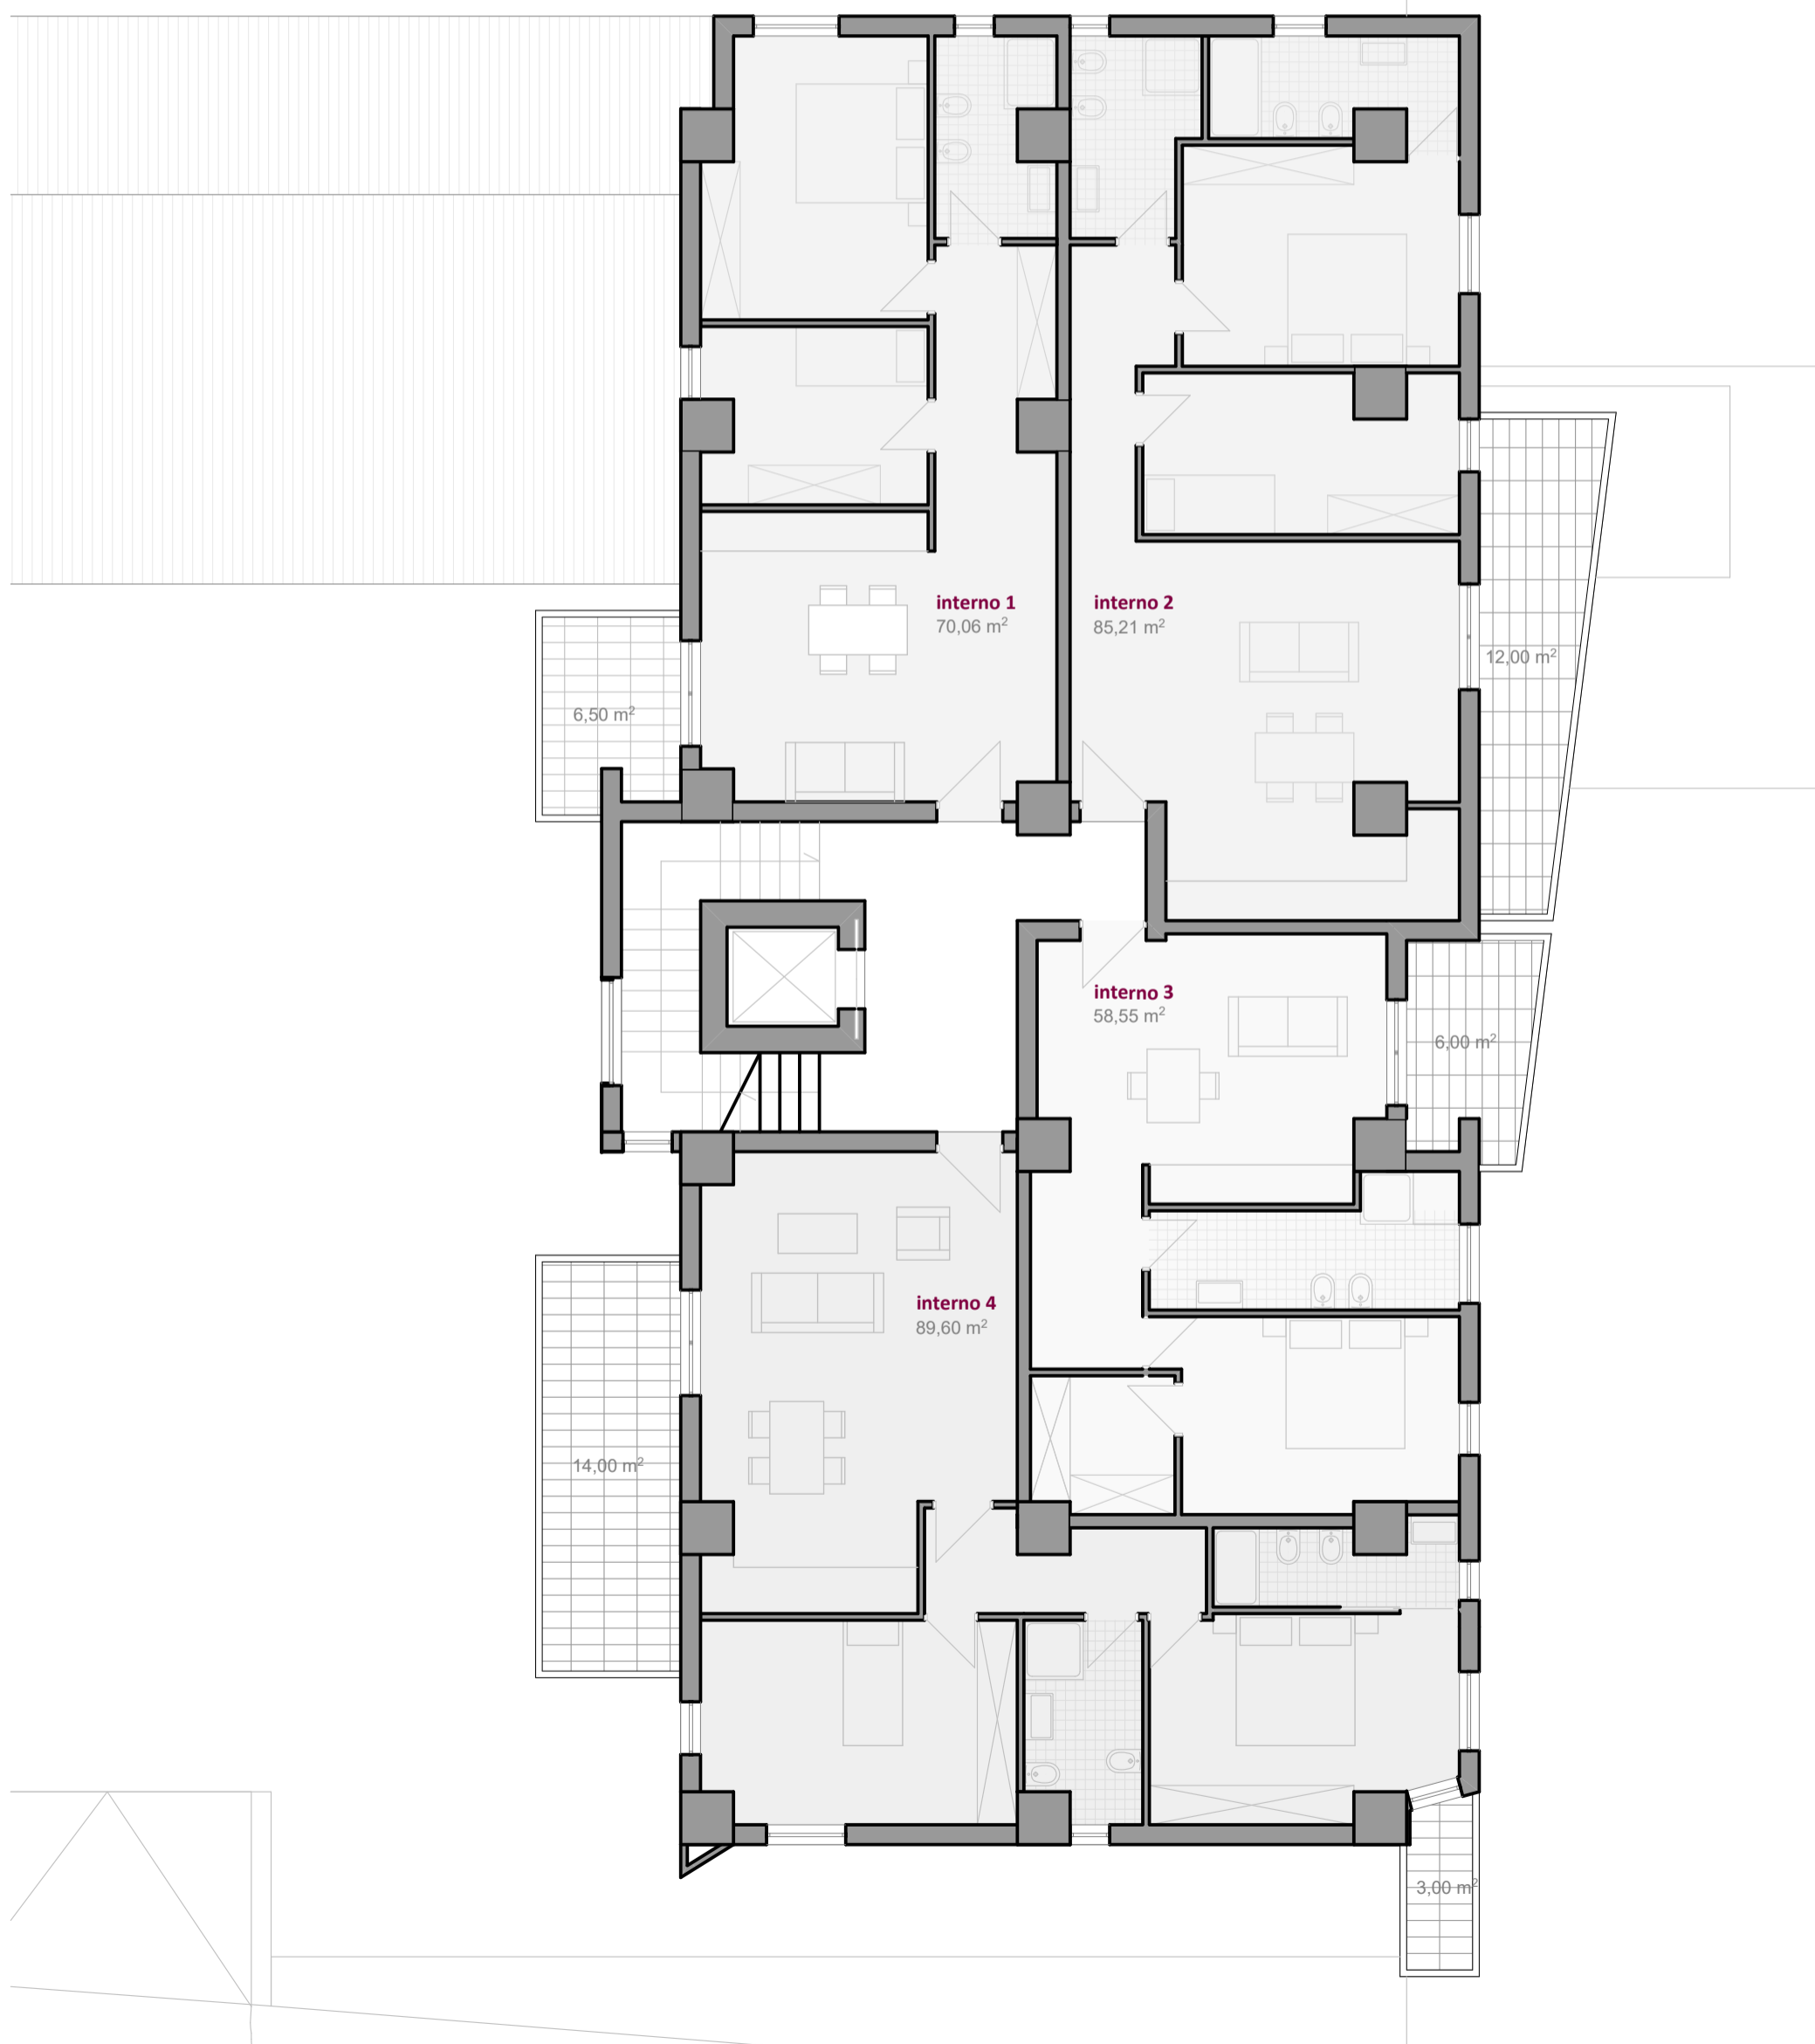 interno 1
70,06 m²
interno 2
85,21 m²
12,00 m²
6,50 m²
interno 3
58,55 m²
6,00 m²
interno 4
89,60 m²
14,00 m²
3,00 m²